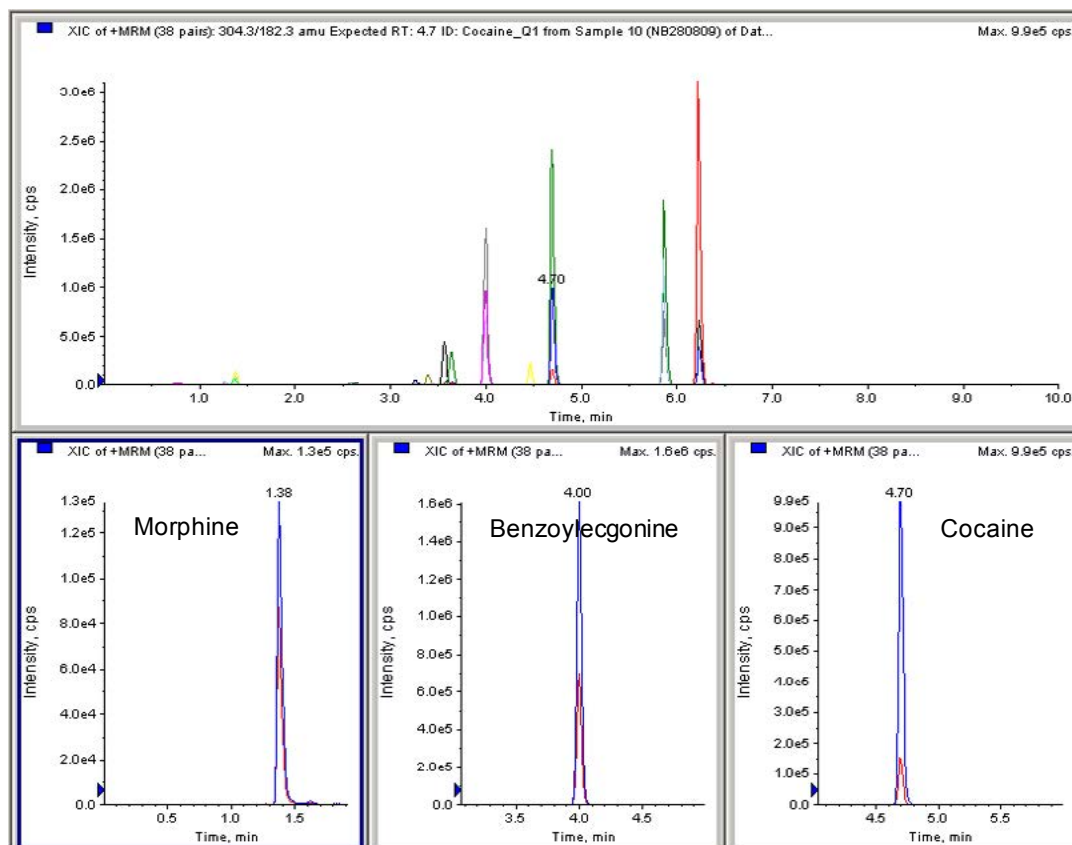 XIC of +MRM (38 pairs): 304.3/182.3 amu Expected RT: 4.7 ID: Cocaine_Q1 from Sample 10 (NB280809) of Dat... Max. 9.9e5 cps.
3.0e6
2.5e6
2.0e6
1.5e6
1.0e6
5.0e5
0.0
Intensity, cps
4.70
1.0 2.0 3.0 4.0 5.0 6.0 7.0 8.0 9.0 10.0
Time, min
XIC of +MRM (38 pa... Max. 1.3e5 cps.
1.38
Morphine
1.3e5
1.2e5
1.0e5
8.0e4
6.0e4
4.0e4
2.0e4
0.0
Intensity, cps
0.5 1.0 1.5
Time, min
XIC of +MRM (38 pa... Max. 1.6e6 cps.
4.00
Benzoylecgonine
1.6e6
1.4e6
1.2e6
1.0e6
8.0e5
6.0e5
4.0e5
2.0e5
0.0
Intensity, cps
3.5 4.0 4.5
Time, min
XIC of +MRM (38 pa... Max. 9.9e5 cps.
4.70
Cocaine
9.9e5
9.0e5
8.0e5
7.0e5
6.0e5
5.0e5
4.0e5
3.0e5
2.0e5
1.0e5
0.0
Intensity, cps
4.5 5.0 5.5
Time, min